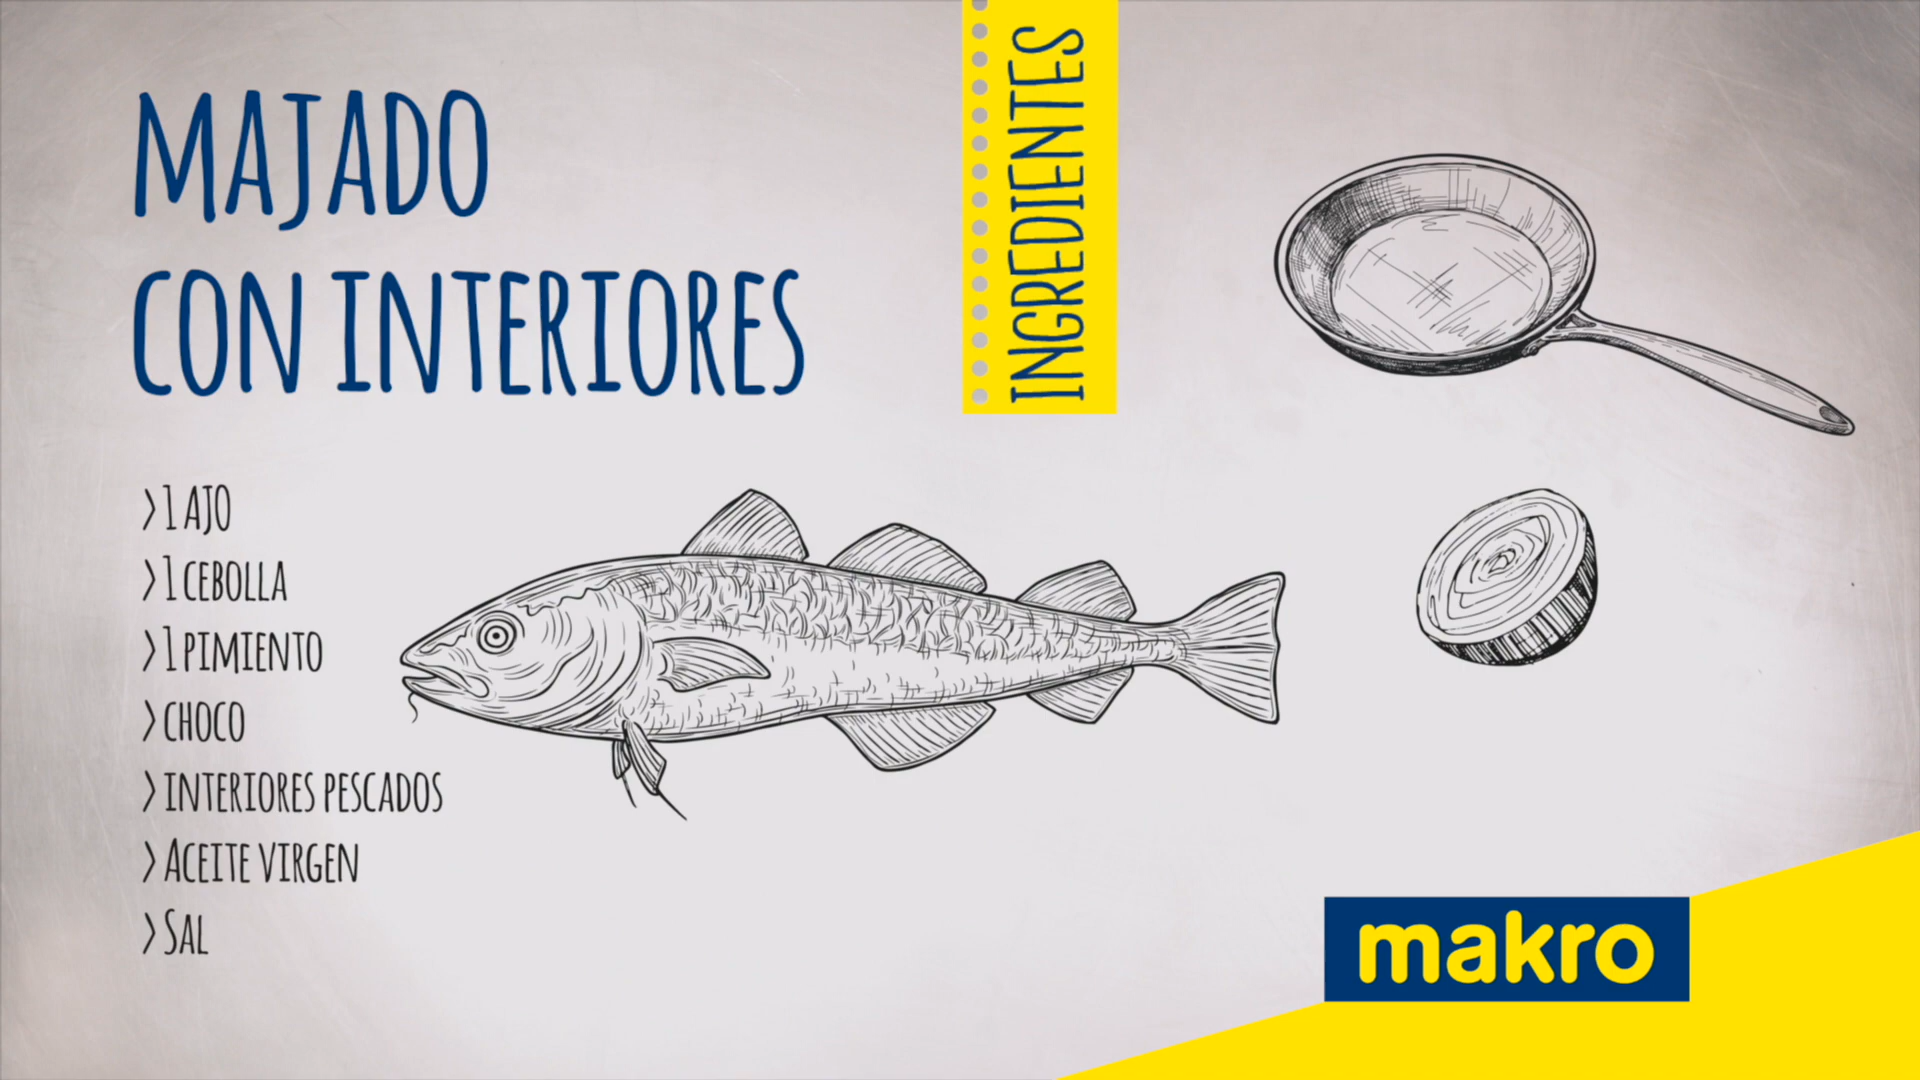 MAJADO
CON INTERIORES
INGREDIENTES
> 1 AJO
> 1 CEBOLLA
> 1 PIMIENTO
> CHOCO
> INTERIORES PESCADOS
> ACEITE VIRGEN
> SAL
makro